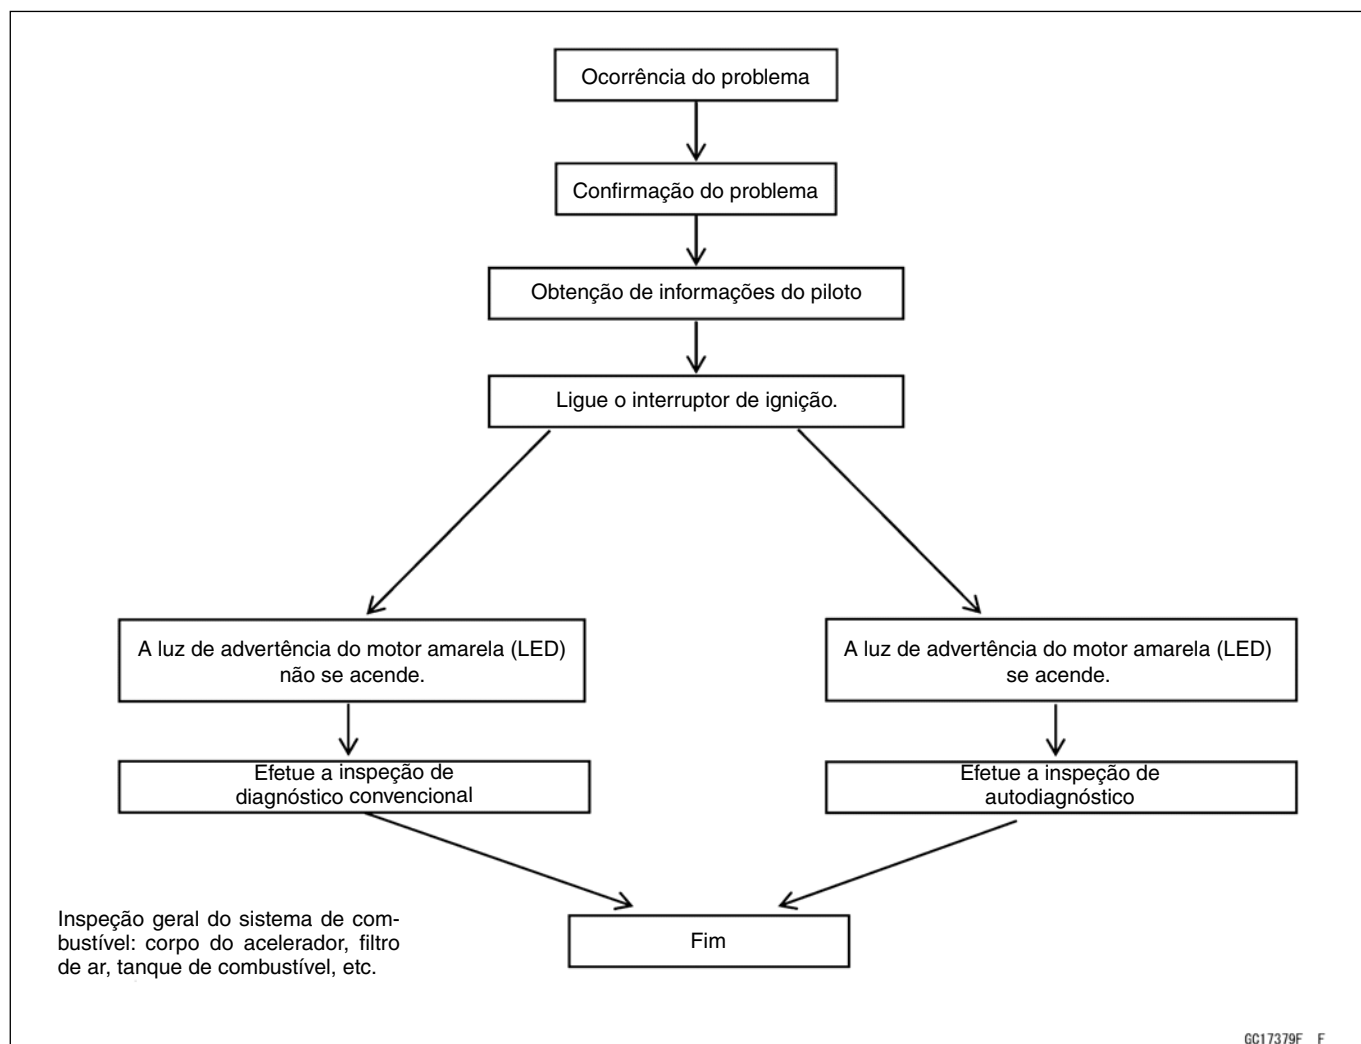 Ocorrência do problema
Confirmação do problema
Obtenção de informações do piloto
Ligue o interruptor de ignição.
A luz de advertência do motor amarela (LED)
não se acende.
A luz de advertência do motor amarela (LED)
se acende.
Efetue a inspeção de
diagnóstico convencional
Efetue a inspeção de
autodiagnóstico
Inspeção geral do sistema de com-
bustível: corpo do acelerador, filtro
de ar, tanque de combustível, etc.
Fim
GC17379F F